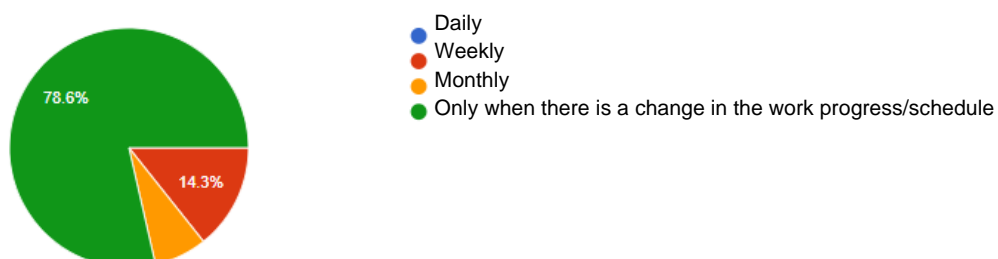 Daily
Weekly
Monthly
Only when there is a change in the work progress/schedule
78.6%
14.3%